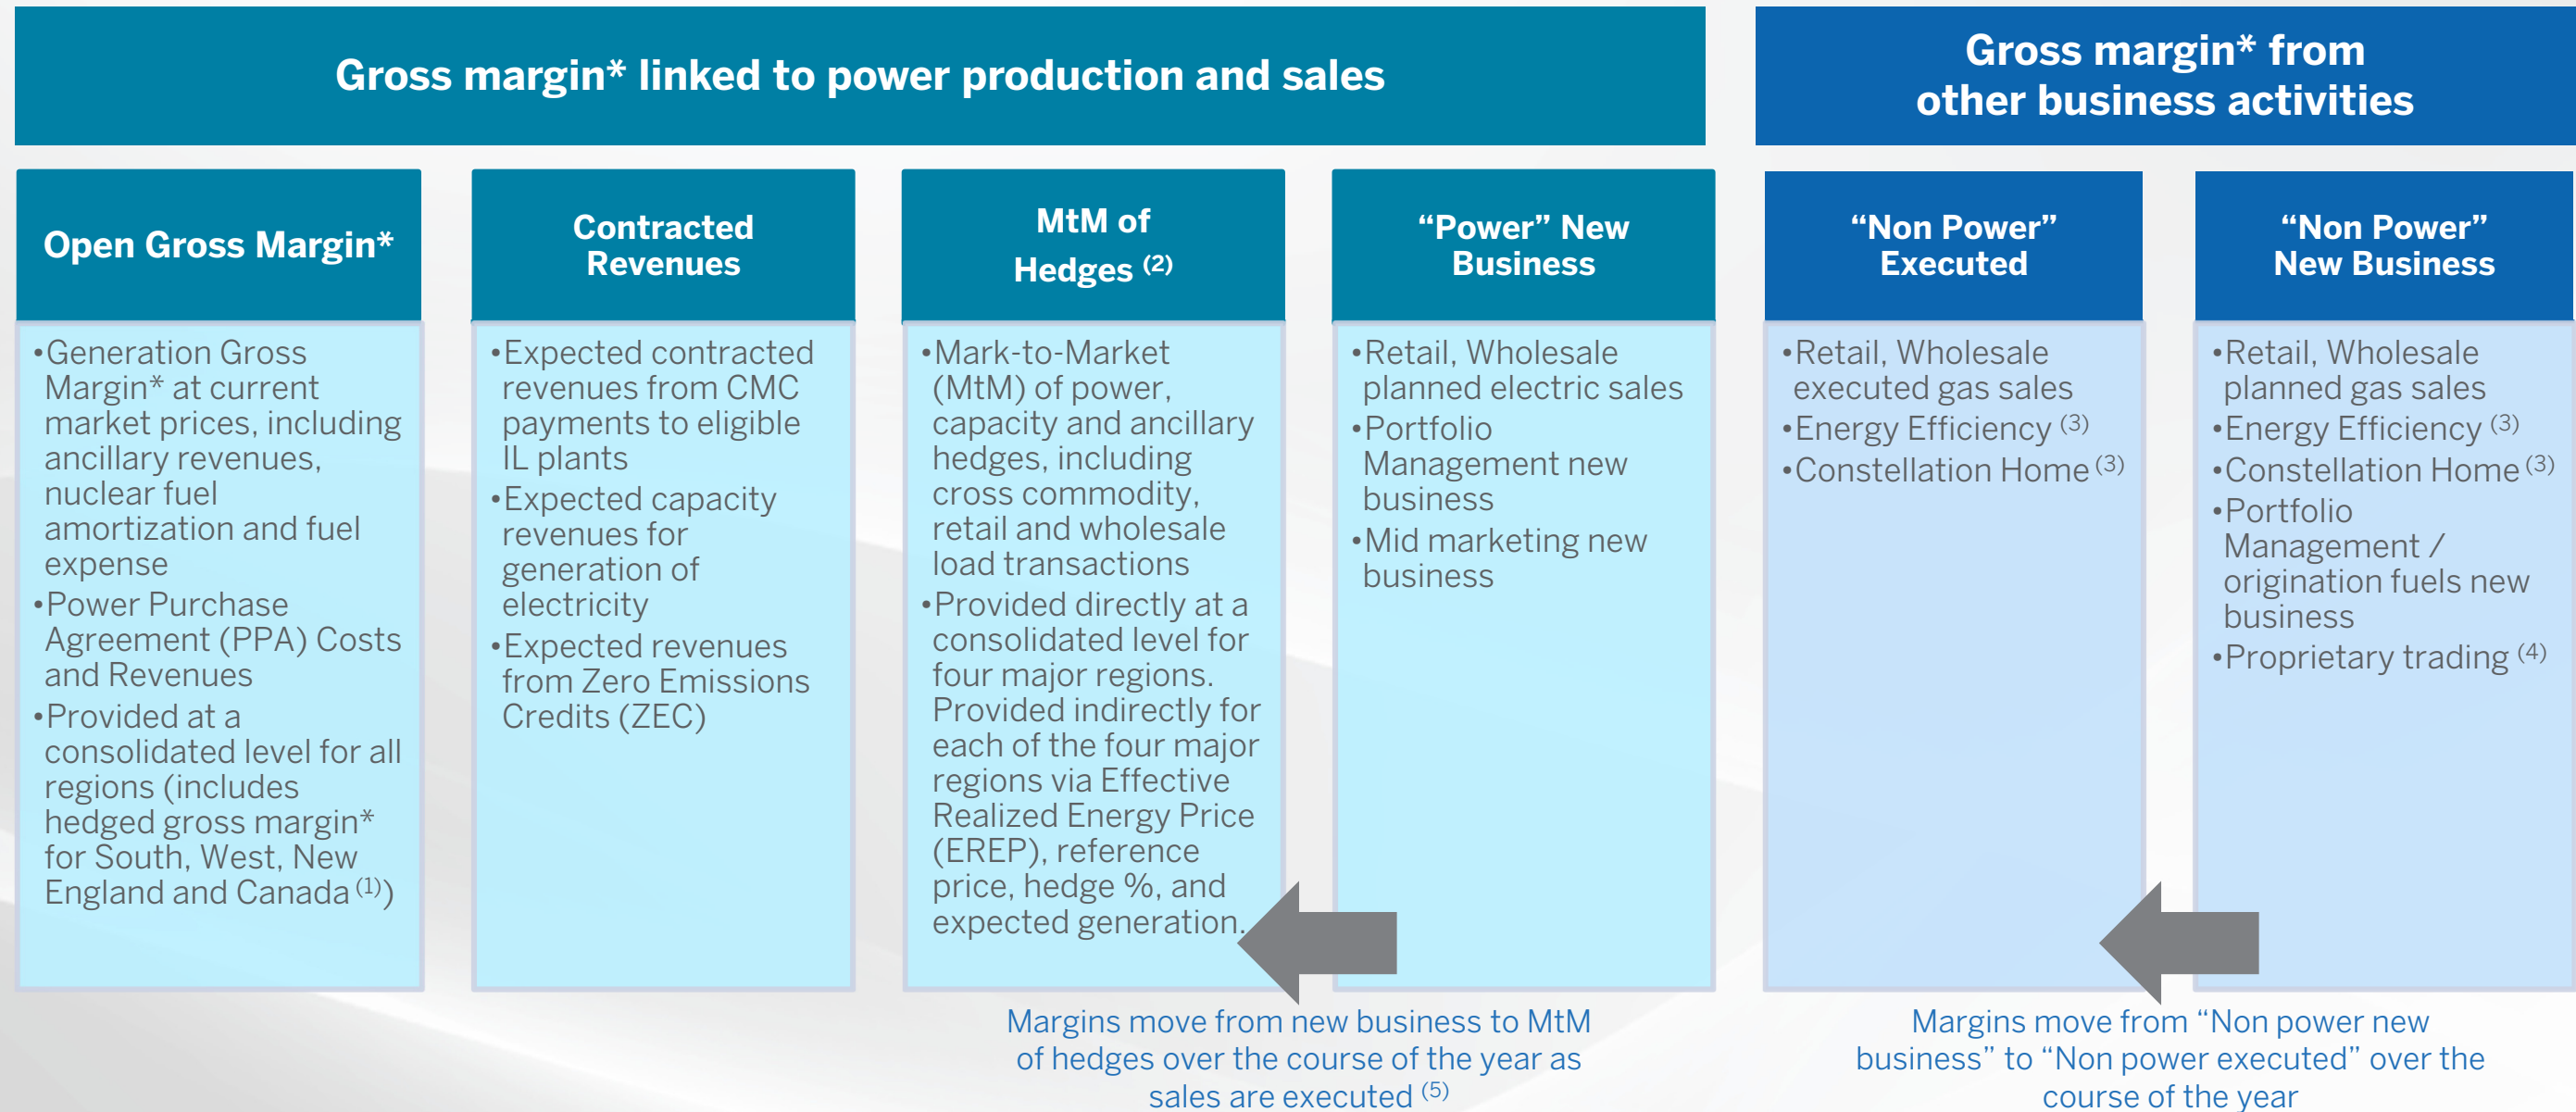 Gross margin* linked to power production and sales
Gross margin* from
other business activities
Open Gross Margin*
•Generation Gross
Margin* at current
market prices, including
ancillary revenues,
nuclear fuel
amortization and fuel
expense
•Power Purchase
Agreement (PPA) Costs
and Revenues
•Provided at a
consolidated level for all
regions (includes
hedged gross margin*
for South, West, New
England and Canada (1))
Contracted
Revenues
•Expected contracted
revenues from CMC
payments to eligible
IL plants
•Expected capacity
revenues for
generation of
electricity
•Expected revenues
from Zero Emissions
Credits (ZEC)
MtM of
Hedges (2)
•Mark-to-Market
(MtM) of power,
capacity and ancillary
hedges, including
cross commodity,
retail and wholesale
load transactions
•Provided directly at a
consolidated level for
four major regions.
Provided indirectly for
each of the four major
regions via Effective
Realized Energy Price
(EREP), reference
price, hedge %, and
expected generation.
“Power” New
Business
•Retail, Wholesale
planned electric sales
•Portfolio
Management new
business
•Mid marketing new
business
“Non Power”
Executed
•Retail, Wholesale
executed gas sales
•Energy Efficiency (3)
•Constellation Home (3)
“Non Power”
New Business
•Retail, Wholesale
planned gas sales
•Energy Efficiency (3)
•Constellation Home (3)
•Portfolio
Management /
origination fuels new
business
•Proprietary trading (4)
Margins move from new business to MtM
of hedges over the course of the year as
sales are executed (5)
Margins move from “Non power new
business” to “Non power executed” over the
course of the year